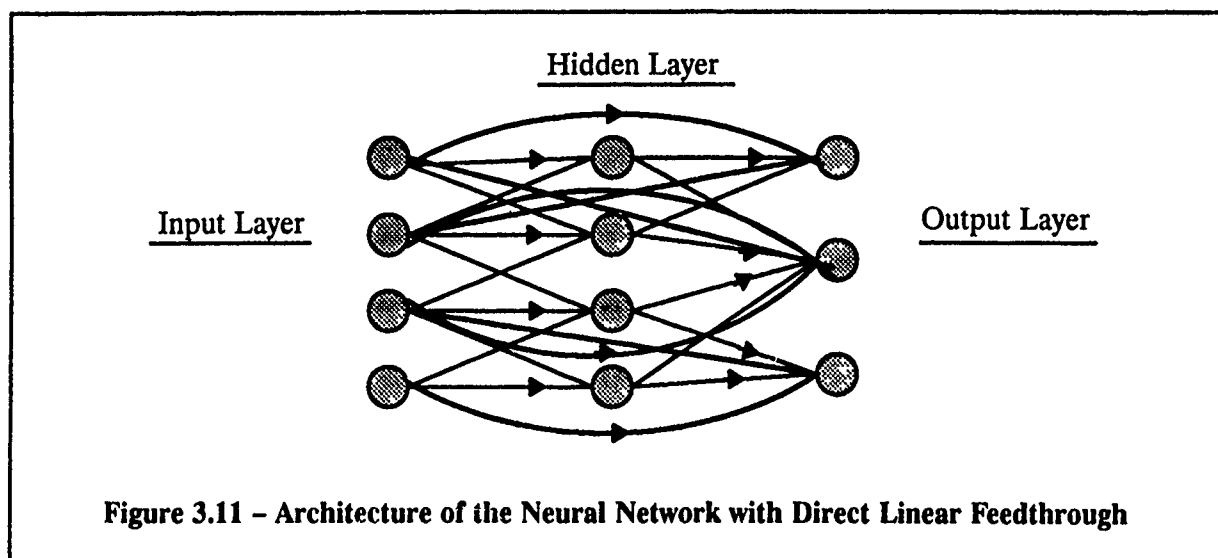 Hidden Layer
Input Layer
Output Layer
Figure 3.11 – Architecture of the Neural Network with Direct Linear Feedthrough